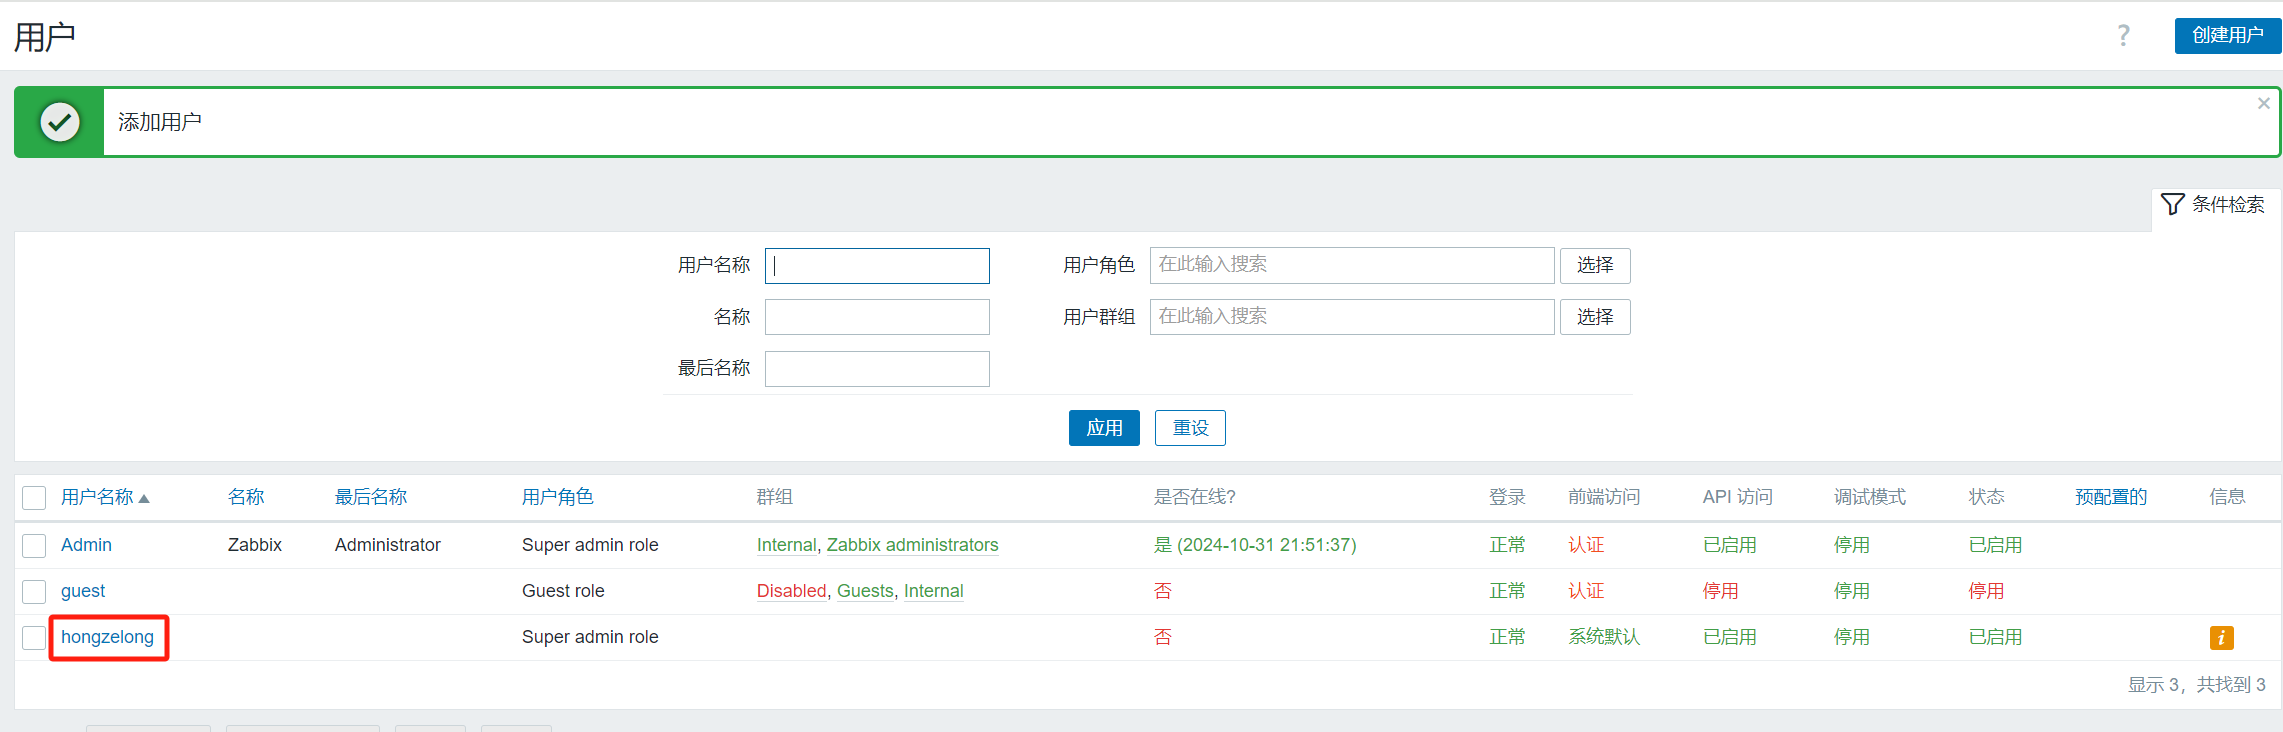 用户
? 创建用户
添加用户
条件检索
用户名称 用户角色 在此输入搜索 选择
名称 用户群组 在此输入搜索 选择
最后名称
应用 重设
用户名称 名称 最后名称 用户角色 群组 是否在线? 登录 前端访问 API 访问 调试模式 状态 预配置的 信息
Admin Zabbix Administrator Super admin role Internal, Zabbix administrators 是 (2024-10-31 21:51:37) 正常 认证 已启用 停用 已启用
guest Guest role Disabled, Guests, Internal 否 正常 认证 停用 停用 停用
hongzelong Super admin role 否 正常 系统默认 已启用 停用 已启用 i
显示 3，共找到 3